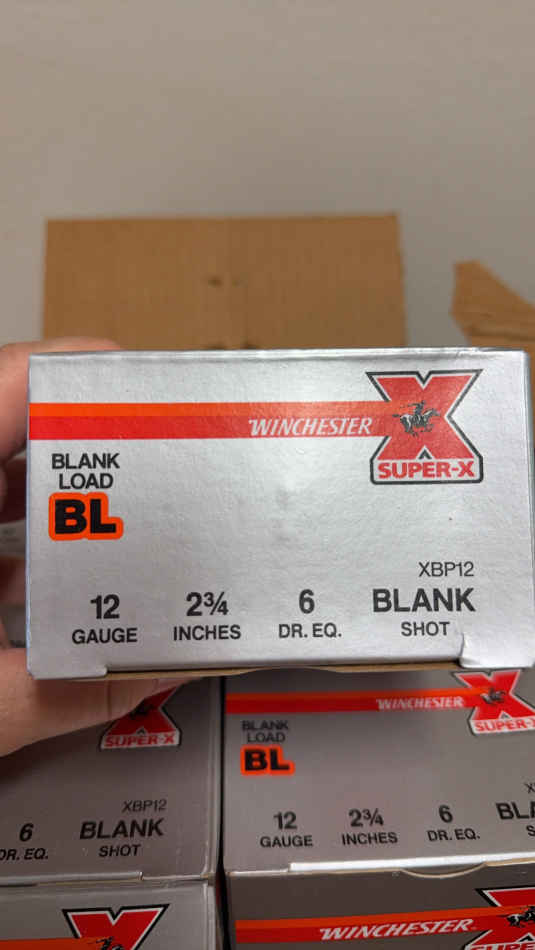 WINCHESTER
X
SUPER-X
BLANK
LOAD
BL
XBP12
12
GAUGE
2¾
INCHES
6
DR. EQ.
BLANK
SHOT
X
SUPER-X
XBP12
6
DR. EQ.
BLANK
SHOT
X
WINCHESTER
X
SUPER-X
BLANK
LOAD
BL
12
GAUGE
2¾
INCHES
6
DR. EQ.
WINCHESTER
X